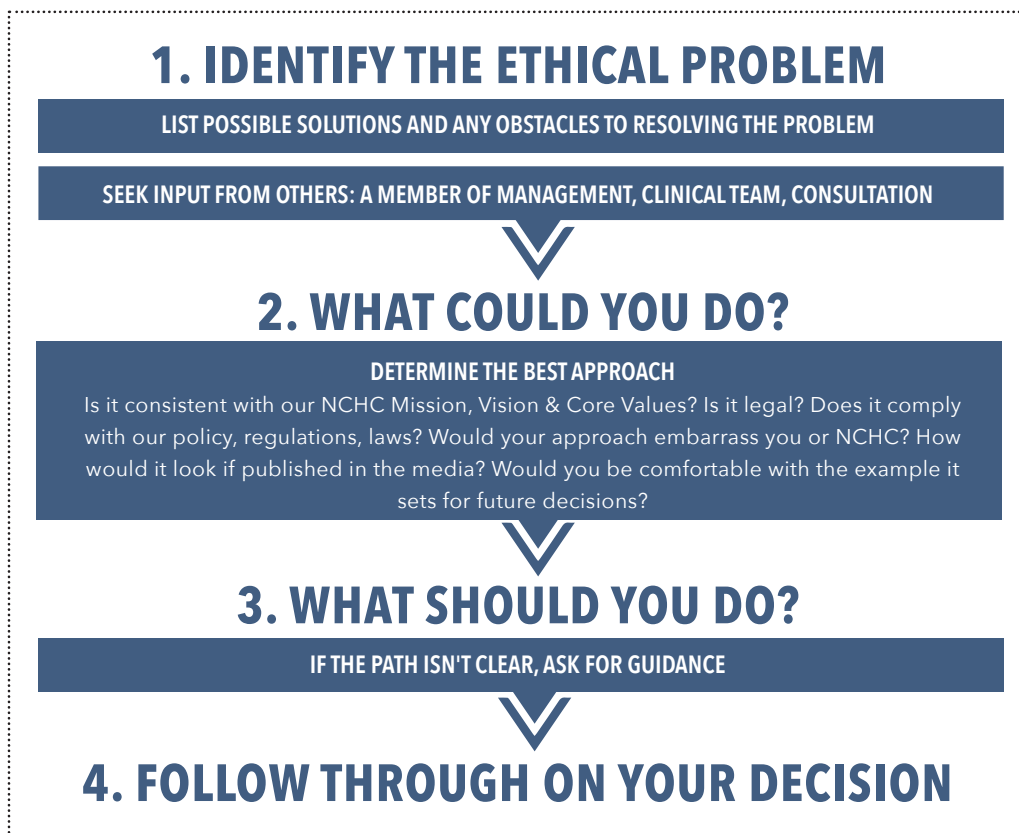 1. IDENTIFY THE ETHICAL PROBLEM
LIST POSSIBLE SOLUTIONS AND ANY OBSTACLES TO RESOLVING THE PROBLEM
SEEK INPUT FROM OTHERS: A MEMBER OF MANAGEMENT, CLINICAL TEAM, CONSULTATION
2. WHAT COULD YOU DO?
DETERMINE THE BEST APPROACH
Is it consistent with our NCHC Mission, Vision & Core Values? Is it legal? Does it comply
with our policy, regulations, laws? Would your approach embarrass you or NCHC? How
would it look if published in the media? Would you be comfortable with the example it
sets for future decisions?
3. WHAT SHOULD YOU DO?
IF THE PATH ISN'T CLEAR, ASK FOR GUIDANCE
4. FOLLOW THROUGH ON YOUR DECISION